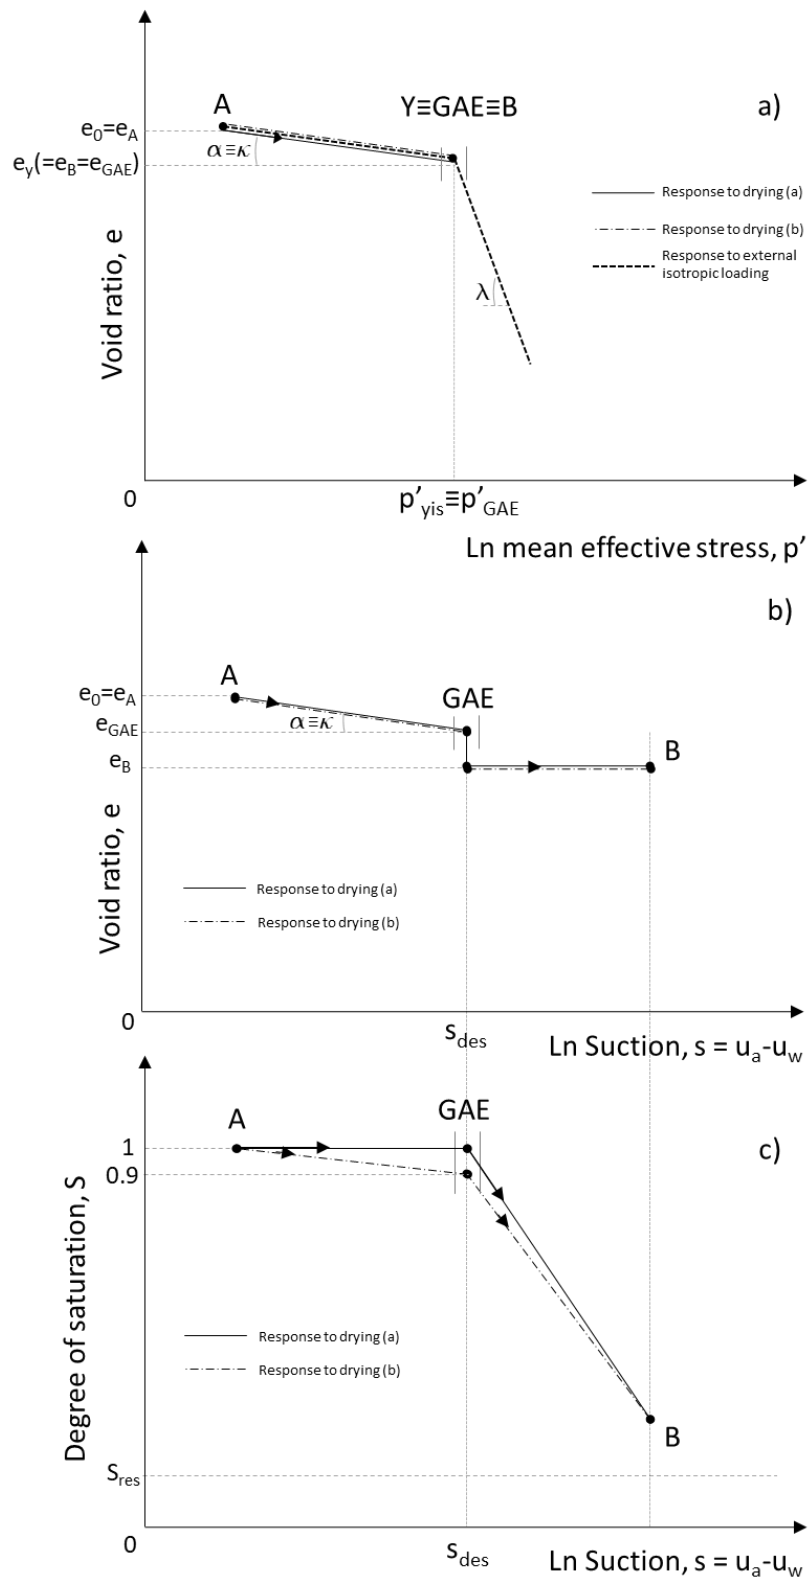 a)
A
Y≡GAE≡B
e0=eA
α≡κ
ey(=eB=eGAE)
Response to drying (a)
Response to drying (b)
Response to external
isotropic loading
Void ratio, e
λ
0
p'yis≡p'GAE
Ln mean effective stress, p'
b)
A
e0=eA
GAE
eGAE
α≡κ
eB
B
Void ratio, e
Response to drying (a)
Response to drying (b)
0
sdes
Ln Suction, s = ua-uw
A
GAE
1
c)
0.9
Degree of saturation, S
Response to drying (a)
Response to drying (b)
B
Sres
0
sdes
Ln Suction, s = ua-uw